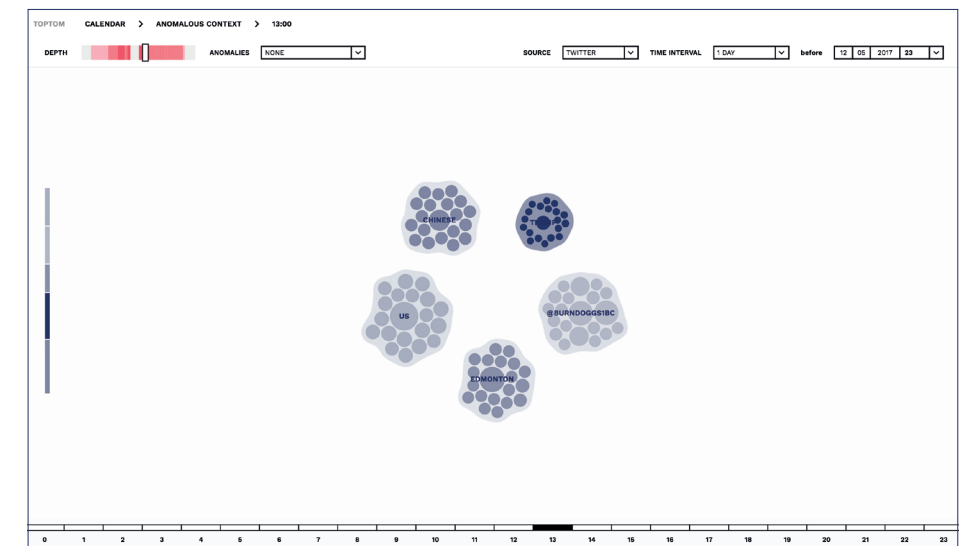 TOPTOM CALENDAR > ANOMALOUS CONTEXT > 13:00
DEPTH ANOMALIES NONE SOURCE TWITTER TIME INTERVAL 1 DAY before 12 05 2017 23
CHINESE
US
@BURNDOGGS1BC
EDMONTON
0 1 2 3 4 5 6 7 8 9 10 11 12 13 14 15 16 17 18 19 20 21 22 23